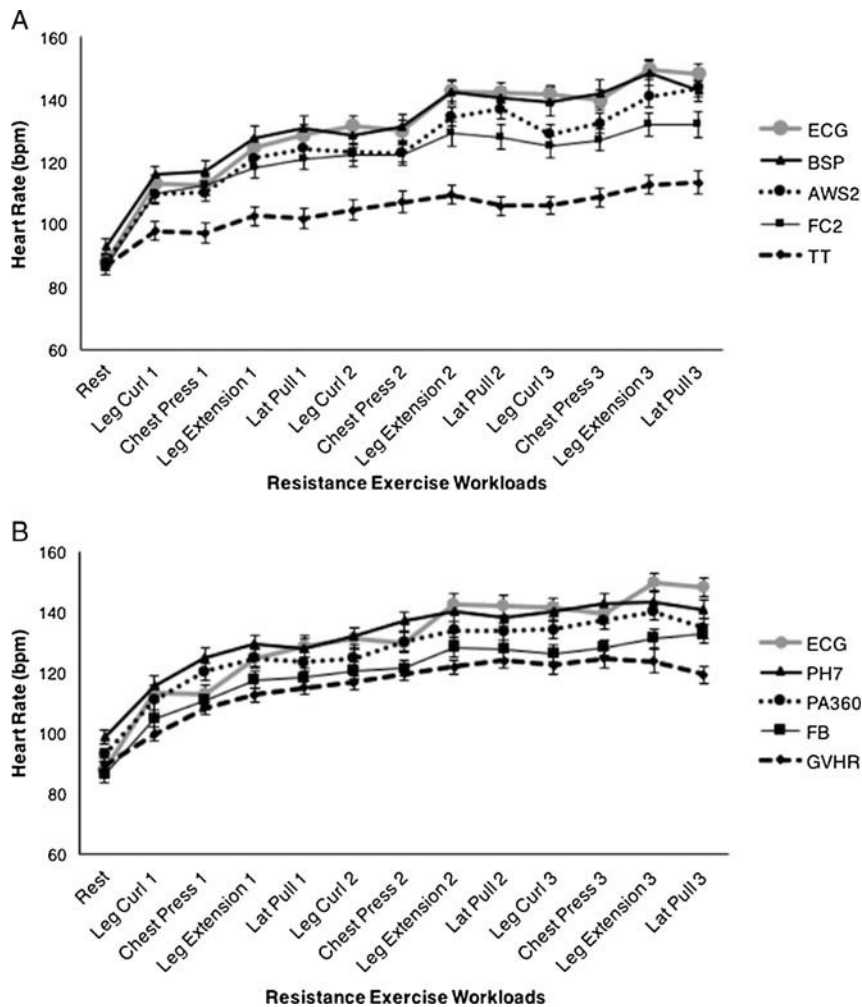 A
160
140
120
100
80
60
Heart Rate (bpm)
Rest
Leg Curl 1
Chest Press 1
Leg Extension 1
Lat Pull 1
Leg Curl 2
Chest Press 2
Leg Extension 2
Lat Pull 2
Leg Curl 3
Chest Press 3
Leg Extension 3
Lat Pull 3
Resistance Exercise Workloads
ECG
BSP
AWS2
FC2
TT
B
160
140
120
100
80
60
Heart Rate (bpm)
Rest
Leg Curl 1
Chest Press 1
Leg Extension 1
Lat Pull 1
Leg Curl 2
Chest Press 2
Leg Extension 2
Lat Pull 2
Leg Curl 3
Chest Press 3
Leg Extension 3
Lat Pull 3
Resistance Exercise Workloads
ECG
PH7
PA360
FB
GVHR